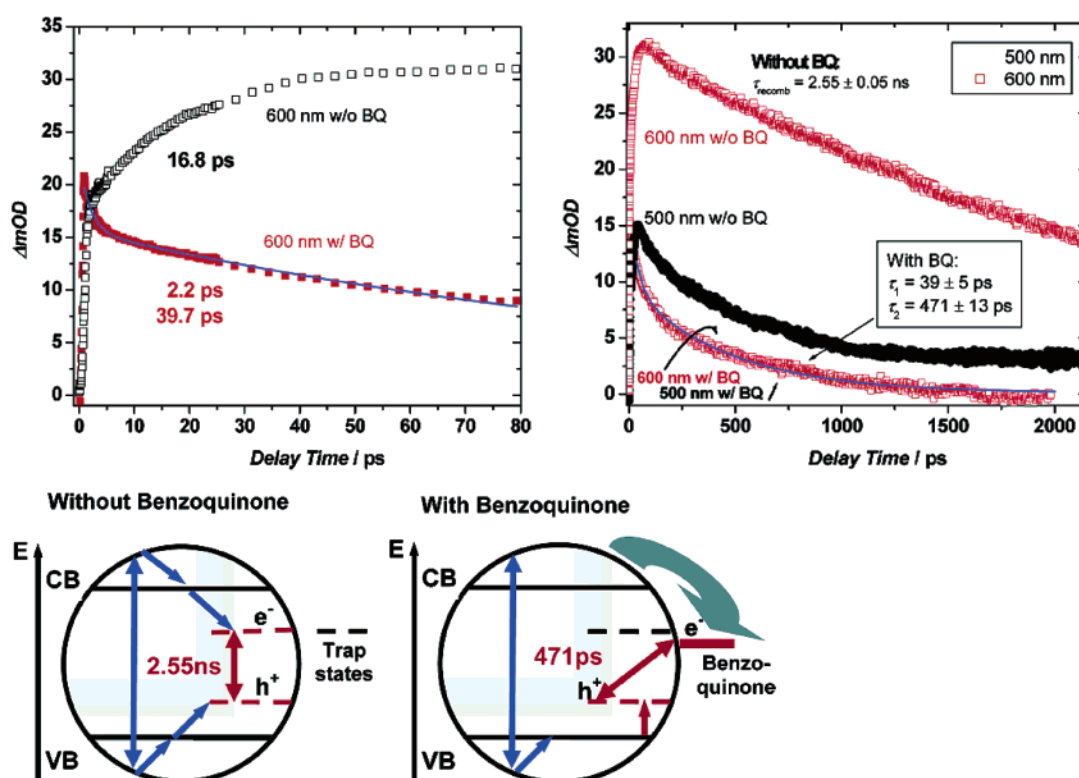 35
30
25
20
15
10
5
0
ΔmOD
600 nm w/o BQ
16.8 ps
600 nm w/ BQ
2.2 ps
39.7 ps
0 10 20 30 40 50 60 70 80
Delay Time / ps
30
25
20
15
10
5
0
ΔmOD
Without BQ:
τrecomb = 2.55 ± 0.05 ns
500 nm
600 nm
600 nm w/o BQ
500 nm w/o BQ
With BQ:
τ1 = 39 ± 5 ps
τ2 = 471 ± 13 ps
600 nm w/ BQ
500 nm w/ BQ
0 500 1000 1500 2000
Delay Time / ps
Without Benzoquinone
E
CB
e-
2.55ns
h+
VB
Trap
states
With Benzoquinone
E
CB
e-
471ps
h+
VB
Benzo-
quinone